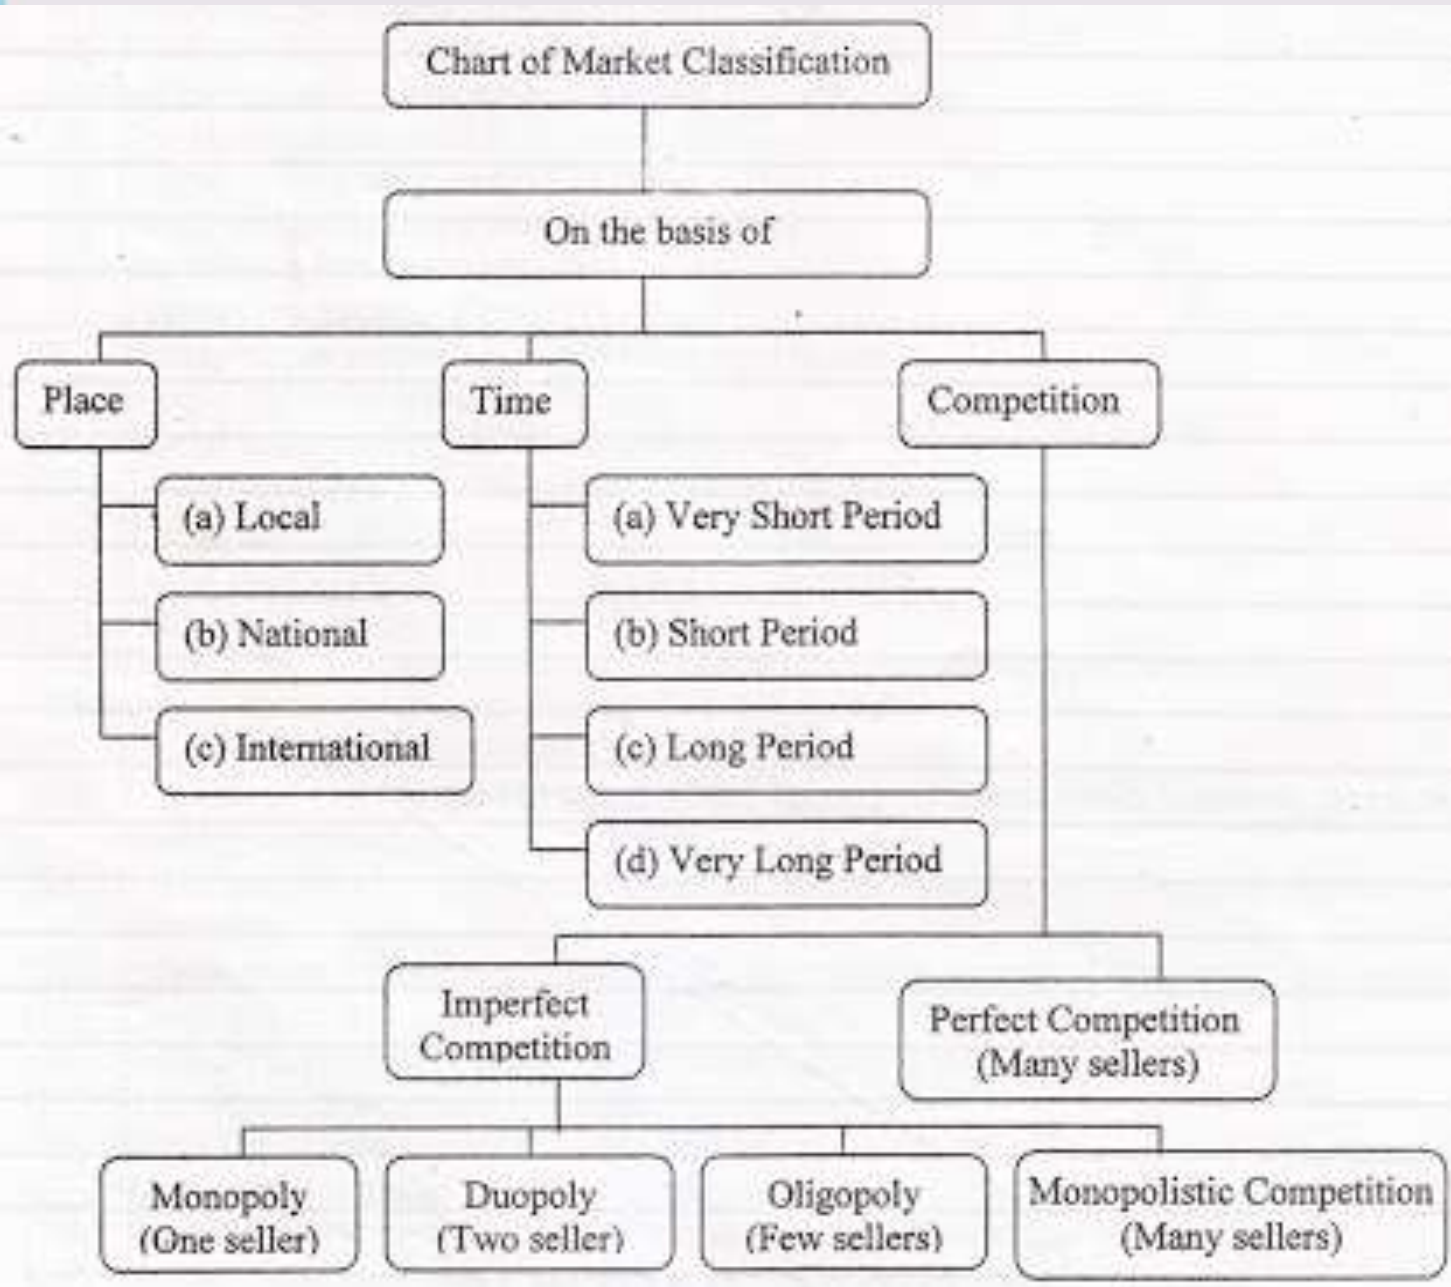 Chart of Market Classification
On the basis of
Place
Time
Competition
(a) Local
(b) National
(c) International
(a) Very Short Period
(b) Short Period
(c) Long Period
(d) Very Long Period
Imperfect
Competition
Perfect Competition
(Many sellers)
Monopoly
(One seller)
Duopoly
(Two seller)
Oligopoly
(Few sellers)
Monopolistic Competition
(Many sellers)